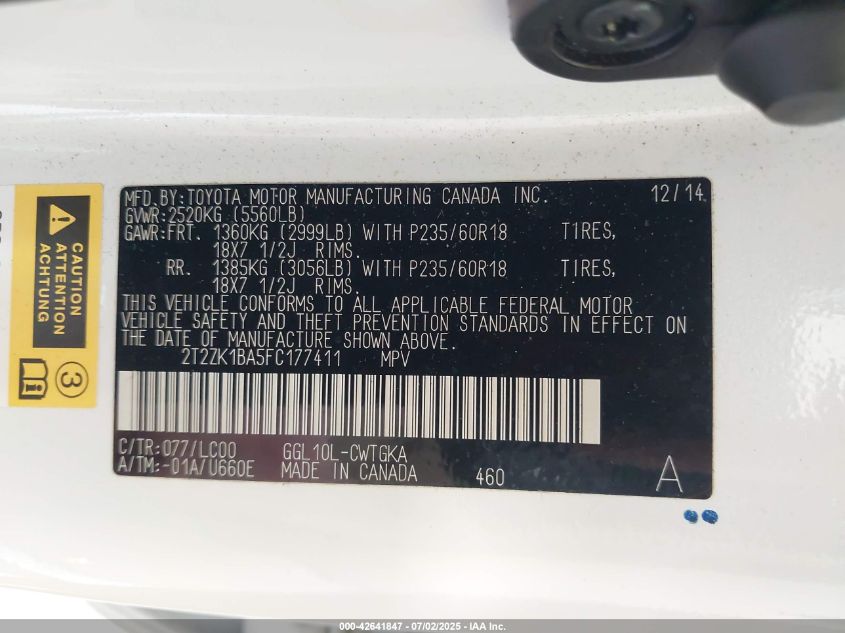 MFD.BY:TOYOTA MOTOR MANUFACTURING CANADA INC. 12/14
GVWR:2520KG (5560LB)
GAWR:FRT. 1360KG (2999LB) WITH P235/60R18 TIRES,
18X7 1/2J RIMS.
RR. 1385KG (3056LB) WITH P235/60R18 TIRES,
18X7 1/2J RIMS.
THIS VEHICLE CONFORMS TO ALL APPLICABLE FEDERAL MOTOR
VEHICLE SAFETY AND THEFT PREVENTION STANDARDS IN EFFECT ON
THE DATE OF MANUFACTURE SHOWN ABOVE.
2T2ZK1BA5FC177411 MPV
C/TR:077/LC00 GGL10L-CWTGKA
A/TM:-01A/U660E MADE IN CANADA 460 A
CAUTION
ATTENTION
ACHTUNG
3
000-42641847 / 07/02/2025 - IAA Inc.